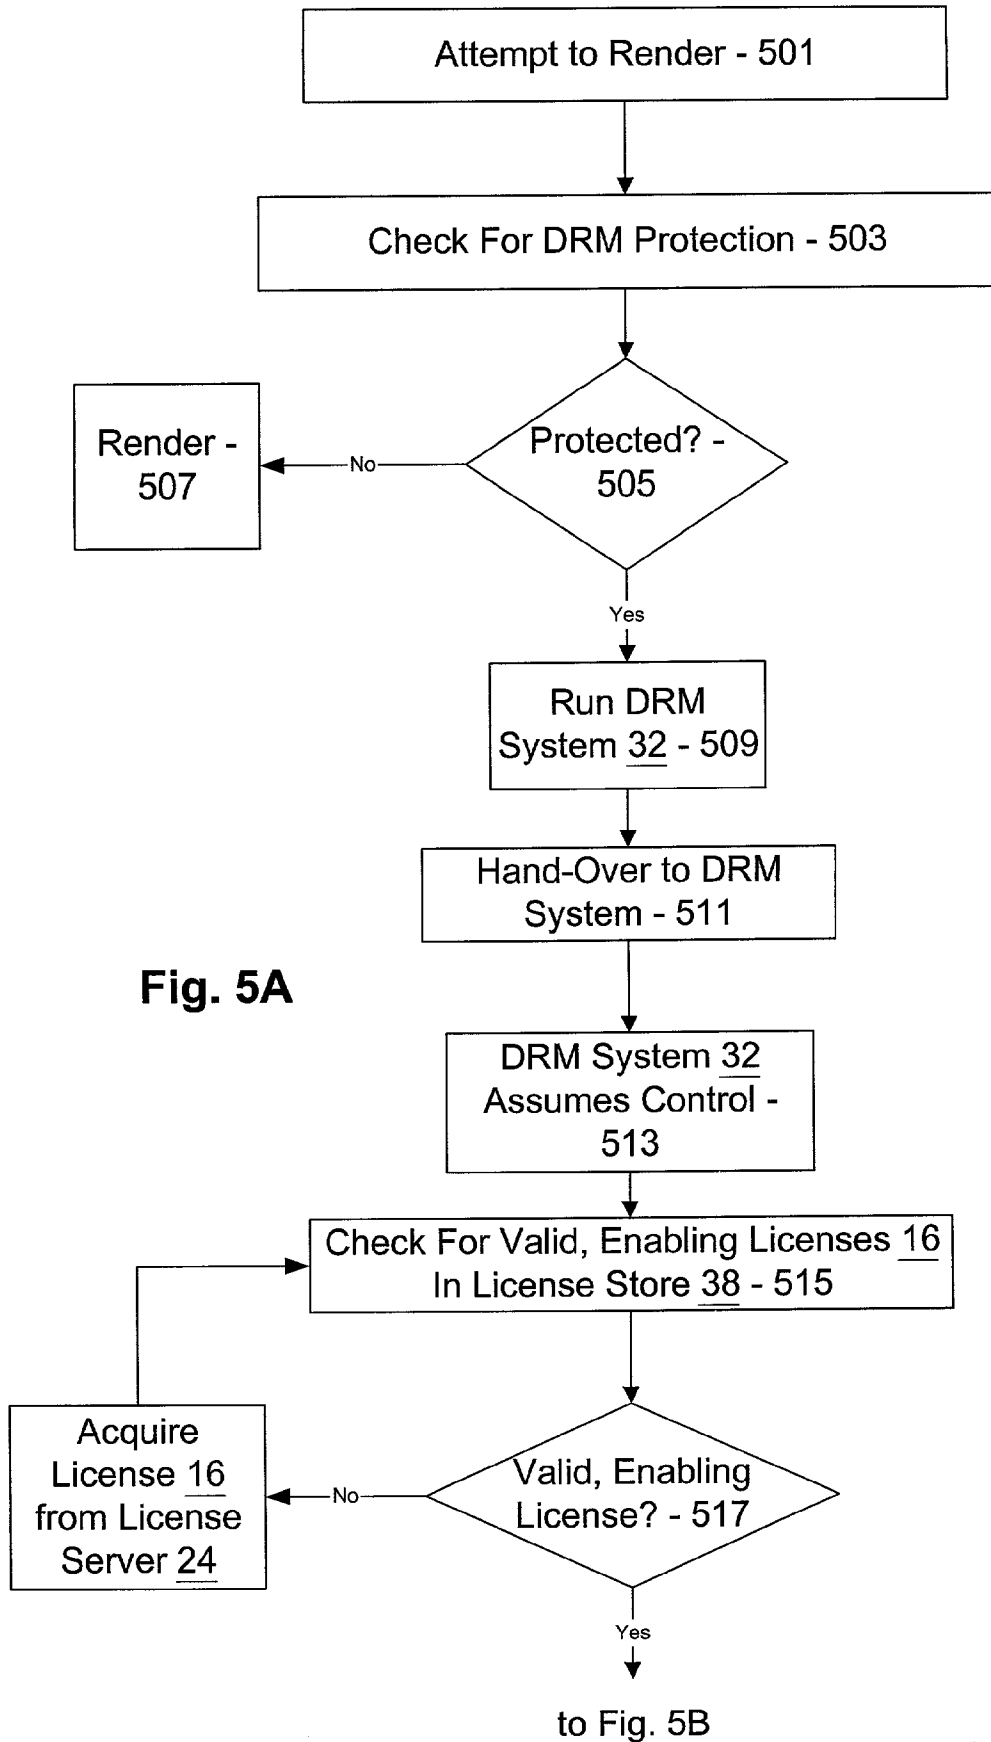 Attempt to Render - 501
Check For DRM Protection - 503
Protected? -
505
No
Render -
507
Yes
Run DRM
System 32 - 509
Hand-Over to DRM
System - 511
Fig. 5A
DRM System 32
Assumes Control -
513
Check For Valid, Enabling Licenses 16
In License Store 38 - 515
Valid, Enabling
License? - 517
No
Acquire
License 16
from License
Server 24
Yes
to Fig. 5B